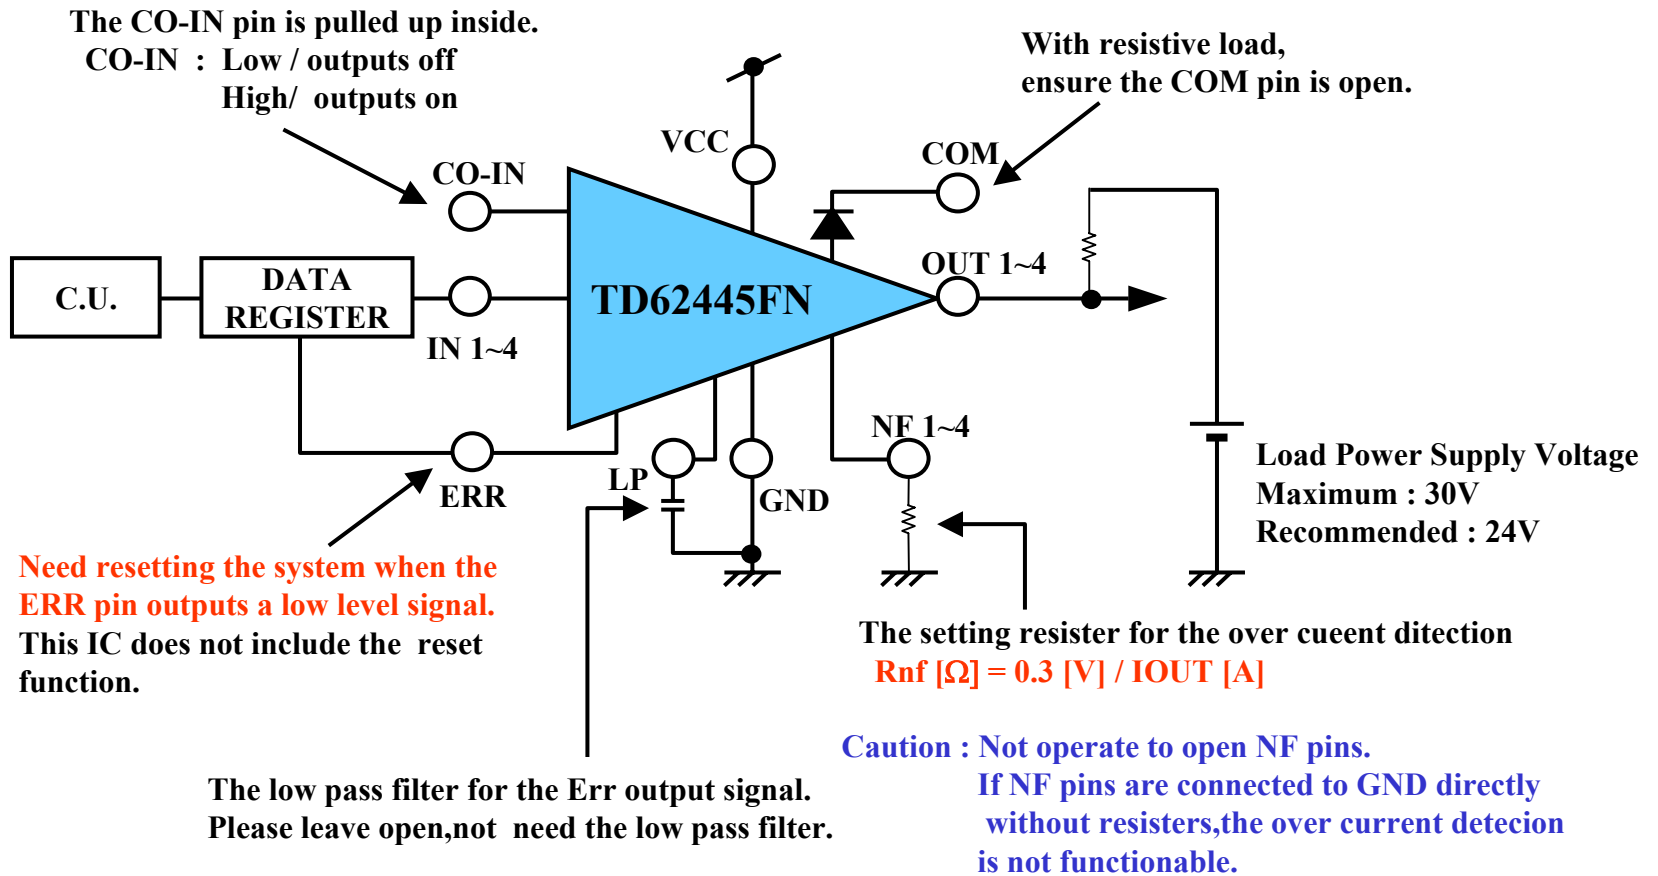 The CO-IN pin is pulled up inside.
CO-IN : Low / outputs off
High/ outputs on
With resistive load,
ensure the COM pin is open.
VCC
COM
CO-IN
C.U.
DATA
REGISTER
IN 1~4
TD62445FN
OUT 1~4
NF 1~4
ERR
LP
GND
Load Power Supply Voltage
Maximum : 30V
Recommended : 24V
Need resetting the system when the
ERR pin outputs a low level signal.
This IC does not include the reset
function.
The setting resister for the over cueent ditection
Rnf [Ω] = 0.3 [V] / IOUT [A]
Caution : Not operate to open NF pins.
If NF pins are connected to GND directly
without resisters,the over current detecion
is not functionable.
The low pass filter for the Err output signal.
Please leave open,not need the low pass filter.